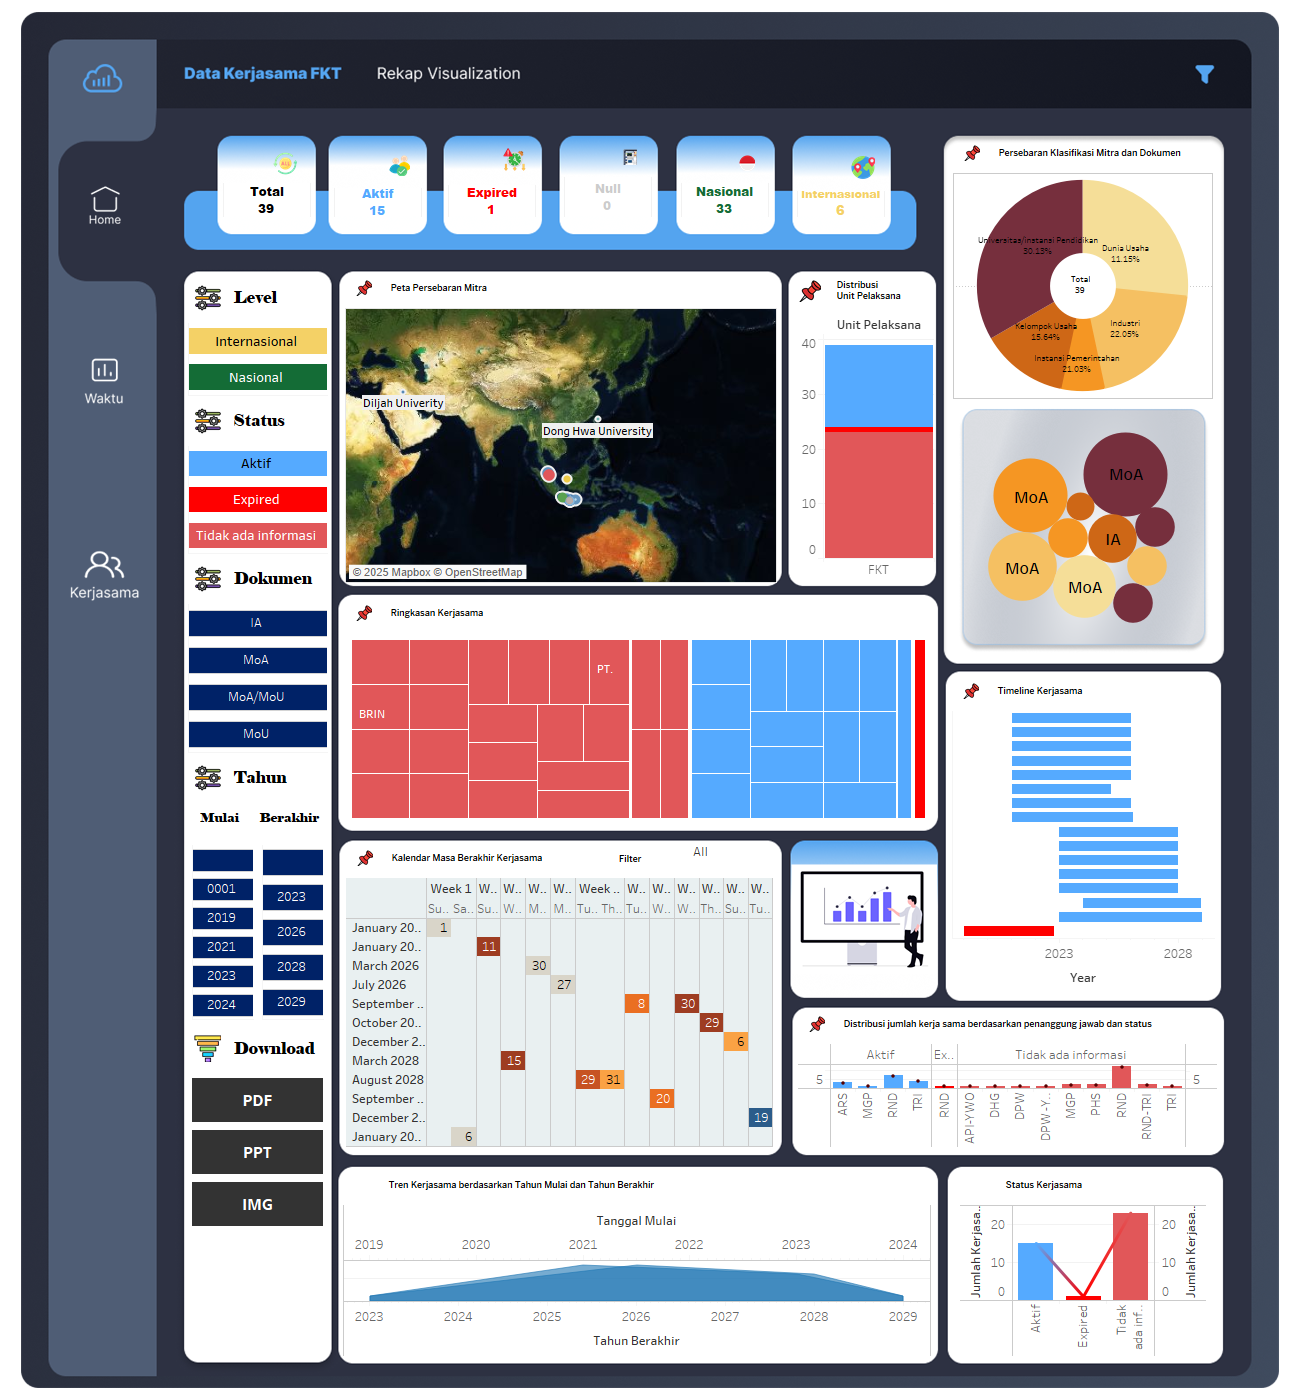 Data Kerjasama FKT
Rekap Visualization
Home
Waktu
Kerjasama
Total
39
Aktif
15
Expired
1
Null
0
Nasional
33
Internasional
6
Level
Internasional
Nasional
Status
Aktif
Expired
Tidak ada informasi
Dokumen
IA
MoA
MoA/MoU
MoU
Tahun
Mulai
Berakhir
0001
2019
2021
2023
2024
2023
2026
2028
2029
Download
PDF
PPT
IMG
Peta Persebaran Mitra
Diljah Univerity
Dong Hwa University
© 2025 Mapbox © OpenStreetMap
Distribusi
Unit Pelaksana
Unit Pelaksana
40
30
20
10
0
FKT
Persebaran Klasifikasi Mitra dan Dokumen
Universitas/instansi Pendidikan
30.13%
Dunia Usaha
11.15%
Total
39
Kelompok Usaha
15.64%
Industri
22.05%
Instansi Pemerintahan
21.03%
MoA
MoA
IA
MoA
MoA
Ringkasan Kerjasama
BRIN
PT.
Timeline Kerjasama
2023 2028
Year
Kalendar Masa Berakhir Kerjasama
Filter
All
Week 1 W.. W.. W.. W.. Week .. W.. W.. W.. W.. W.. W..
Su.. Sa.. Su.. W.. M.. M.. Tu.. Th.. Tu.. W.. W.. Th.. Su.. Tu..
January 20.. 1
January 20.. 11
March 2026 30
July 2026 27
September .. 8 30
October 20.. 29
December 2.. 6
March 2028 15
August 2028 29 31
September .. 20
December 2.. 19
January 20.. 6
Distribusi jumlah kerja sama berdasarkan penanggung jawab dan status
Aktif Ex.. Tidak ada informasi
5 5
ARS MGP RND TRI RND API-YWO DHG DPW DPW-Y.. MGP PHS RND RND-TRI TRI
Tren Kerjasama berdasarkan Tahun Mulai dan Tahun Berakhir
Tanggal Mulai
2019 2020 2021 2022 2023 2024
2023 2024 2025 2026 2027 2028 2029
Tahun Berakhir
Status Kerjasama
Jumlah Kerjasa..
20
10
0
20
10
0
Jumlah Kerjasa..
Aktif
Expired
Tidak
ada inf..